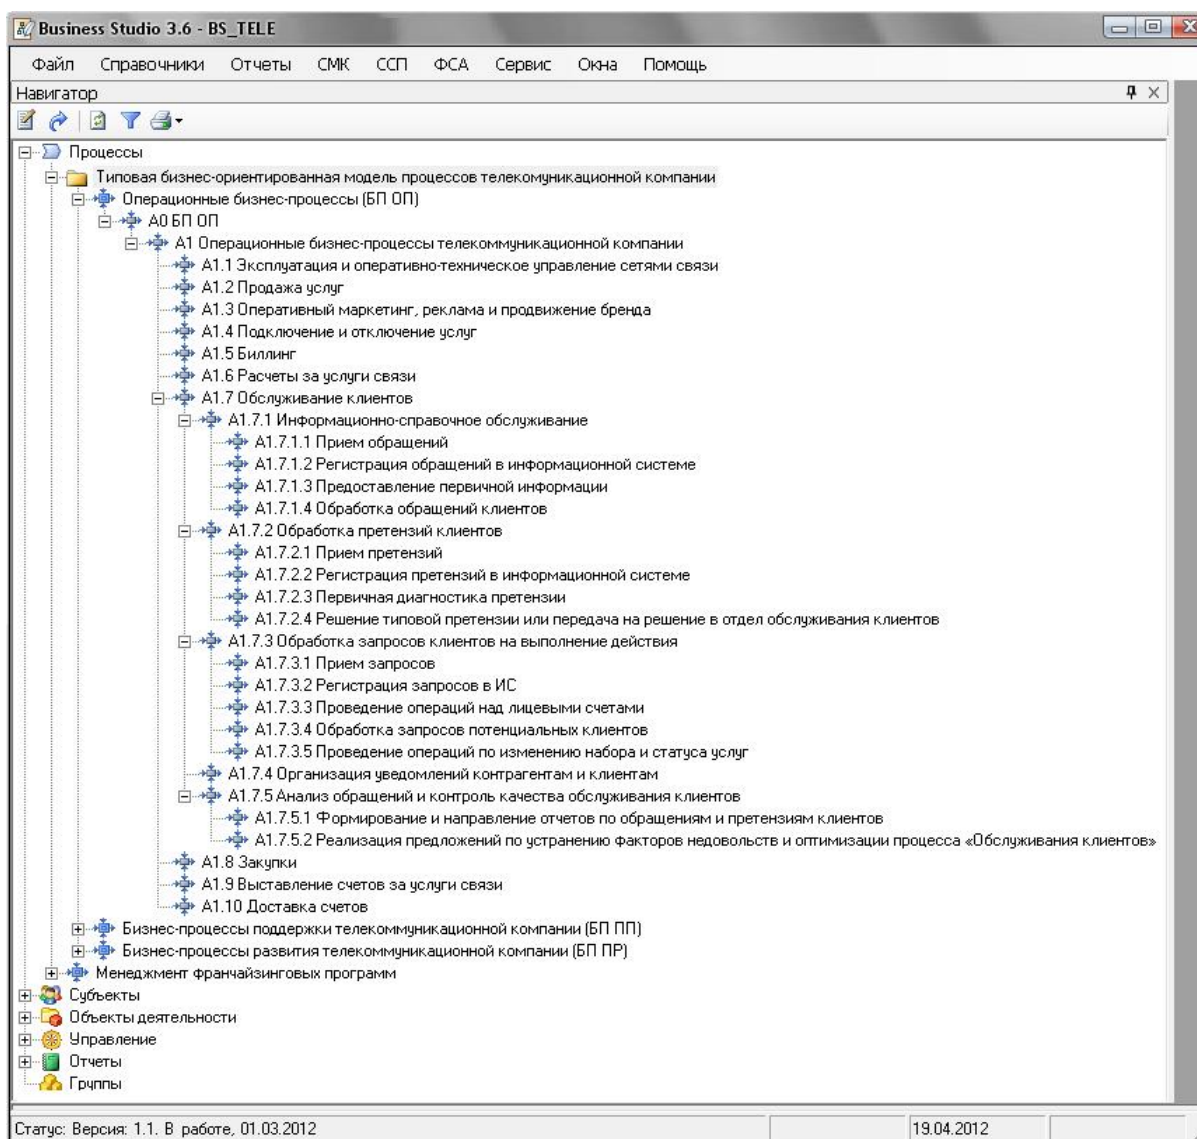 Business Studio 3.6 - BS_TELE
Файл Справочники Отчеты СМК ССП ФСА Сервис Окна Помощь
Навигатор
Процессы
Типовая бизнес-ориентированная модель процессов телекомуникационной компании
Операционные бизнес-процессы (БП ОП)
А0 БП ОП
А1 Операционные бизнес-процессы телекоммуникационной компании
А1.1 Эксплуатация и оперативно-техническое управление сетями связи
А1.2 Продажа услуг
А1.3 Оперативный маркетинг, реклама и продвижение бренда
А1.4 Подключение и отключение услуг
А1.5 Биллинг
А1.6 Расчеты за услуги связи
А1.7 Обслуживание клиентов
А1.7.1 Информационно-справочное обслуживание
А1.7.1.1 Прием обращений
А1.7.1.2 Регистрация обращений в информационной системе
А1.7.1.3 Предоставление первичной информации
А1.7.1.4 Обработка обращений клиентов
А1.7.2 Обработка претензий клиентов
А1.7.2.1 Прием претензий
А1.7.2.2 Регистрация претензий в информационной системе
А1.7.2.3 Первичная диагностика претензии
А1.7.2.4 Решение типовой претензии или передача на решение в отдел обслуживания клиентов
А1.7.3 Обработка запросов клиентов на выполнение действия
А1.7.3.1 Прием запросов
А1.7.3.2 Регистрация запросов в ИС
А1.7.3.3 Проведение операций над лицевыми счетами
А1.7.3.4 Обработка запросов потенциальных клиентов
А1.7.3.5 Проведение операций по изменению набора и статуса услуг
А1.7.4 Организация уведомлений контрагентам и клиентам
А1.7.5 Анализ обращений и контроль качества обслуживания клиентов
А1.7.5.1 Формирование и направление отчетов по обращениям и претензиям клиентов
А1.7.5.2 Реализация предложений по устранению факторов недовольств и оптимизации процесса «Обслуживания клиентов»
А1.8 Закупки
А1.9 Выставление счетов за услуги связи
А1.10 Доставка счетов
Бизнес-процессы поддержки телекоммуникационной компании (БП ПП)
Бизнес-процессы развития телекоммуникационной компании (БП ПР)
Менеджмент франчайзинговых программ
Субъекты
Объекты деятельности
Управление
Отчеты
Группы
Статус: Версия: 1.1. В работе, 01.03.2012 19.04.2012